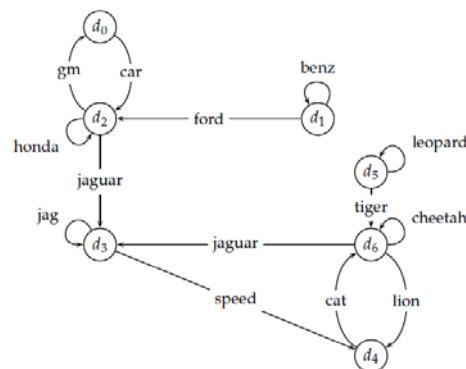 d0
gm car
benz
d2 ford d1
honda
leopard
d5
jaguar
tiger
jag
cheetah
d3 jaguar d6
speed cat lion
d4